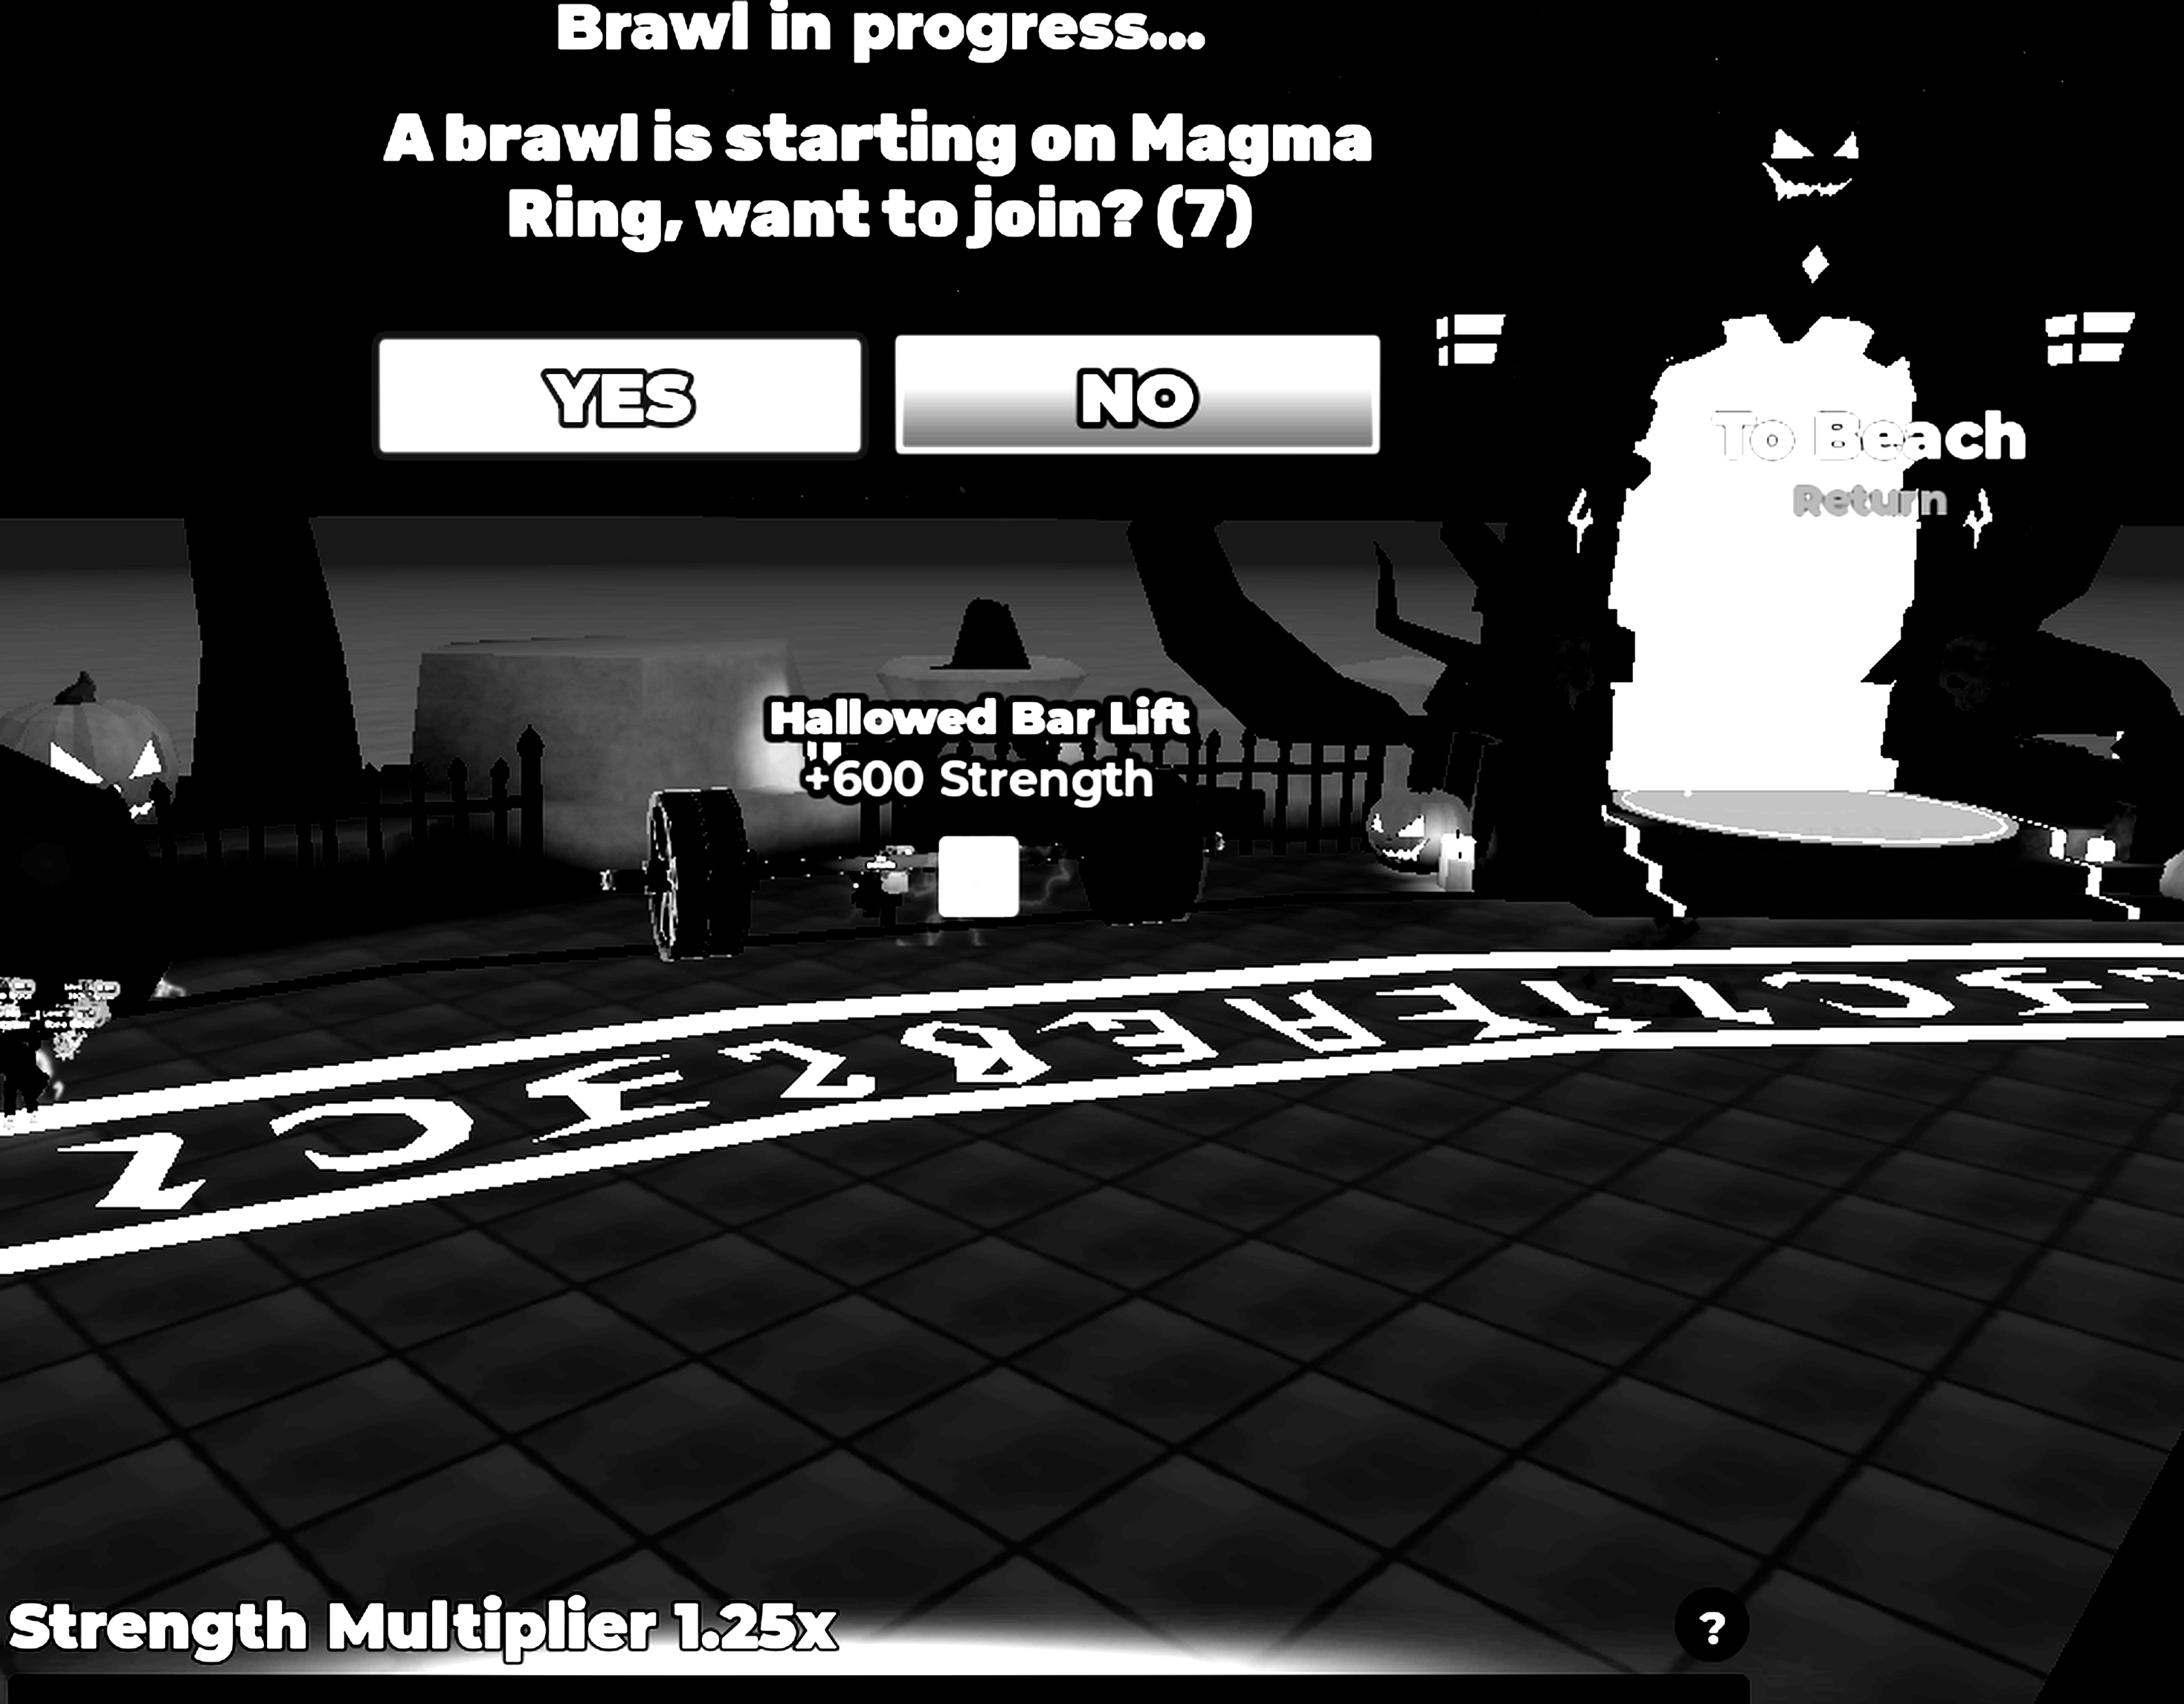 Brawl in progress...
A brawl is starting on Magma
Ring, want to join? (7)
YES
NO
To Beach
Return
Hallowed Bar Lift
+600 Strength
Strength Multiplier 1.25x
?